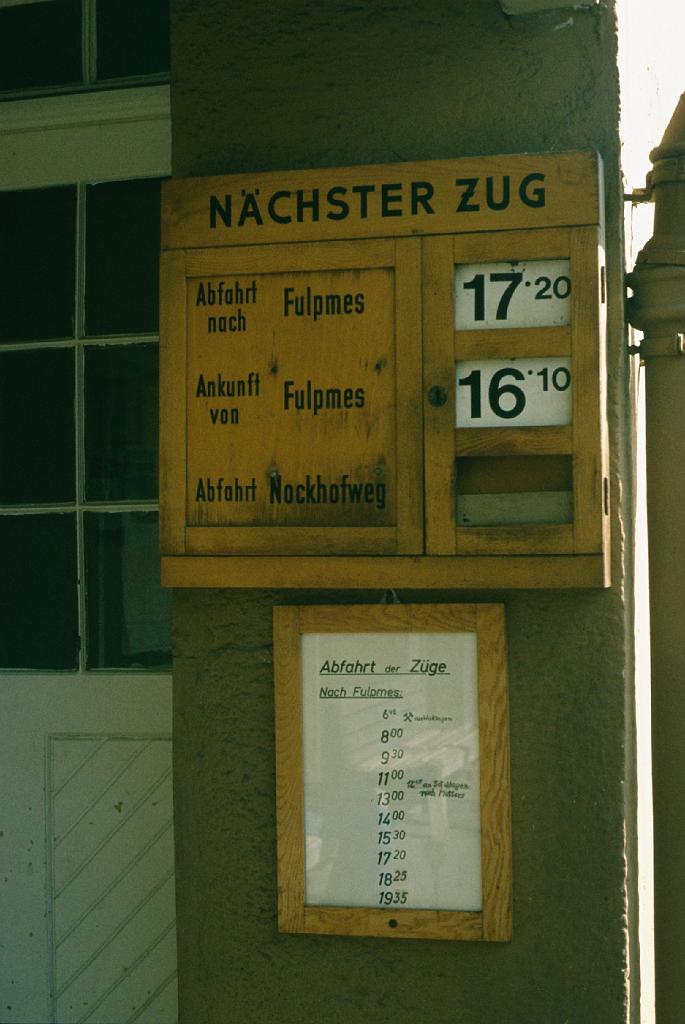 NÄCHSTER ZUG
Abfahrt nach Fulpmes 17·20
Ankunft von Fulpmes 16·10
Abfahrt Nockhofweg
Abfahrt der Züge
Nach Fulpmes:
8 00
9 30
11 00
13 00
14 00
15 30
17 20
18 25
19 35